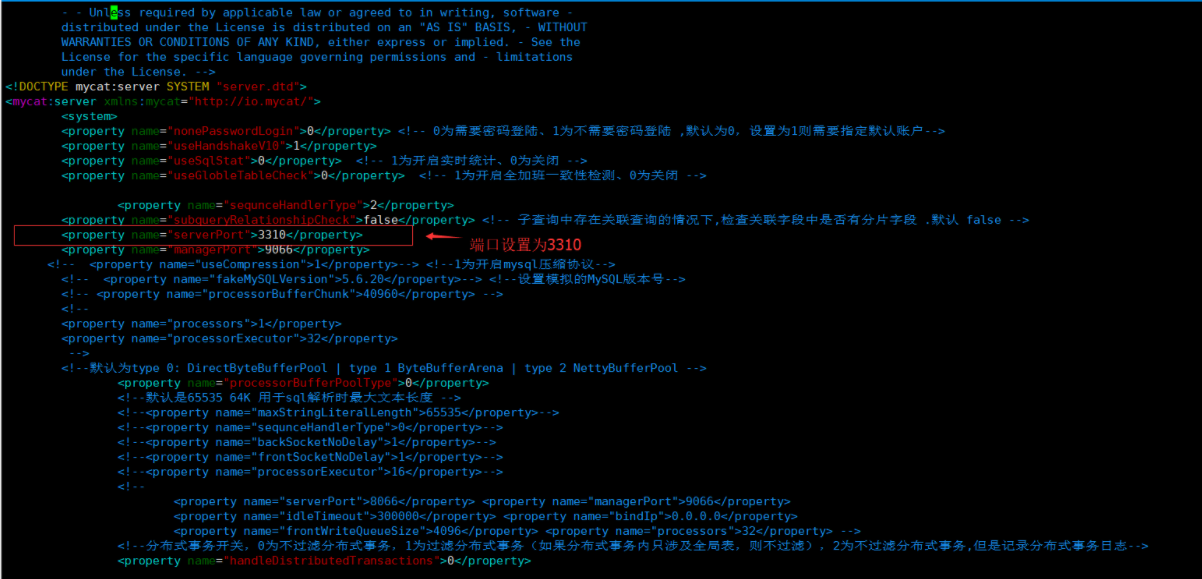 - - Unless required by applicable law or agreed to in writing, software -
distributed under the License is distributed on an "AS IS" BASIS, - WITHOUT
WARRANTIES OR CONDITIONS OF ANY KIND, either express or implied. - See the
License for the specific language governing permissions and - limitations
under the License. -->
<!DOCTYPE mycat:server SYSTEM "server.dtd">
<mycat:server xmlns:mycat="http://io.mycat/">
<system>
<property name="nonePasswordLogin">0</property> <!-- 0为需要密码登陆、1为不需要密码登陆 ,默认为0，设置为1则需要指定默认账户-->
<property name="useHandshakeV10">1</property>
<property name="useSqlStat">0</property>  <!-- 1为开启实时统计、0为关闭 -->
<property name="useGlobleTableCheck">0</property>  <!-- 1为开启全加班一致性检测、0为关闭 -->
<property name="sequnceHandlerType">2</property>
<property name="subqueryRelationshipCheck">false</property> <!-- 子查询中存在关联查询的情况下,检查关联字段中是否有分片字段 .默认 false -->
<property name="serverPort">3310</property> 端口设置为3310
<property name="managerPort">9066</property>
<!--  <property name="useCompression">1</property>--> <!--1为开启mysql压缩协议-->
<!--  <property name="fakeMySQLVersion">5.6.20</property>--> <!--设置模拟的MySQL版本号-->
<!-- <property name="processorBufferChunk">40960</property> -->
<!--
<property name="processors">1</property>
<property name="processorExecutor">32</property>
-->
<!--默认为type 0: DirectByteBufferPool | type 1 ByteBufferArena | type 2 NettyBufferPool -->
<property name="processorBufferPoolType">0</property>
<!--默认是65535 64K 用于sql解析时最大文本长度 -->
<!--<property name="maxStringLiteralLength">65535</property>-->
<!--<property name="sequnceHandlerType">0</property>-->
<!--<property name="backSocketNoDelay">1</property>-->
<!--<property name="frontSocketNoDelay">1</property>-->
<!--<property name="processorExecutor">16</property>-->
<!--
<property name="serverPort">8066</property> <property name="managerPort">9066</property>
<property name="idleTimeout">300000</property> <property name="bindIp">0.0.0.0</property>
<property name="frontWriteQueueSize">4096</property> <property name="processors">32</property> -->
<!--分布式事务开关，0为不过滤分布式事务，1为过滤分布式事务（如果分布式事务内只涉及全局表，则不过滤），2为不过滤分布式事务,但是记录分布式事务日志-->
<property name="handleDistributedTransactions">0</property>